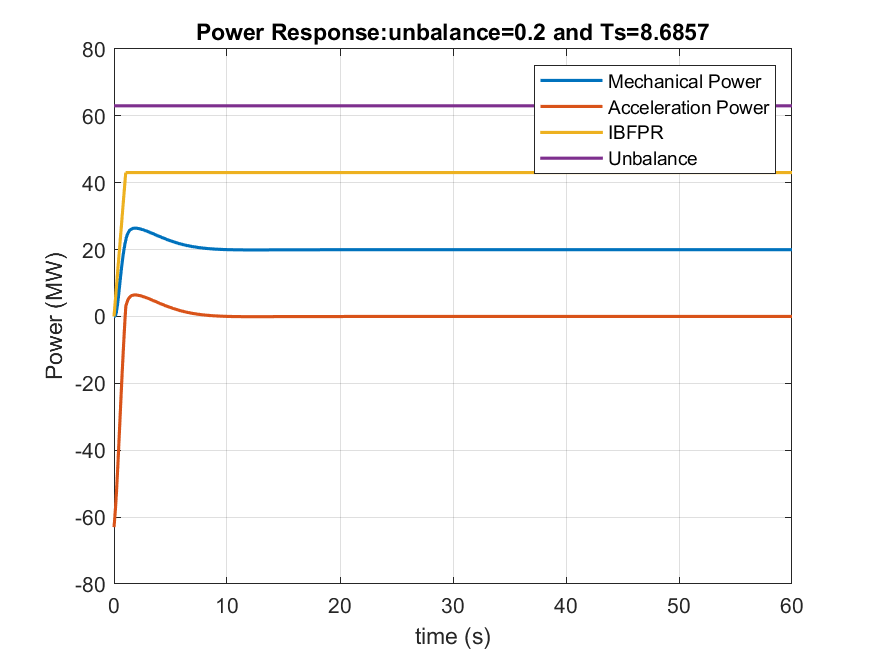 Power Response:unbalance=0.2 and Ts=8.6857
80
60
40
20
0
-20
-40
-60
-80
Power (MW)
Mechanical Power
Acceleration Power
IBFPR
Unbalance
0 10 20 30 40 50 60
time (s)